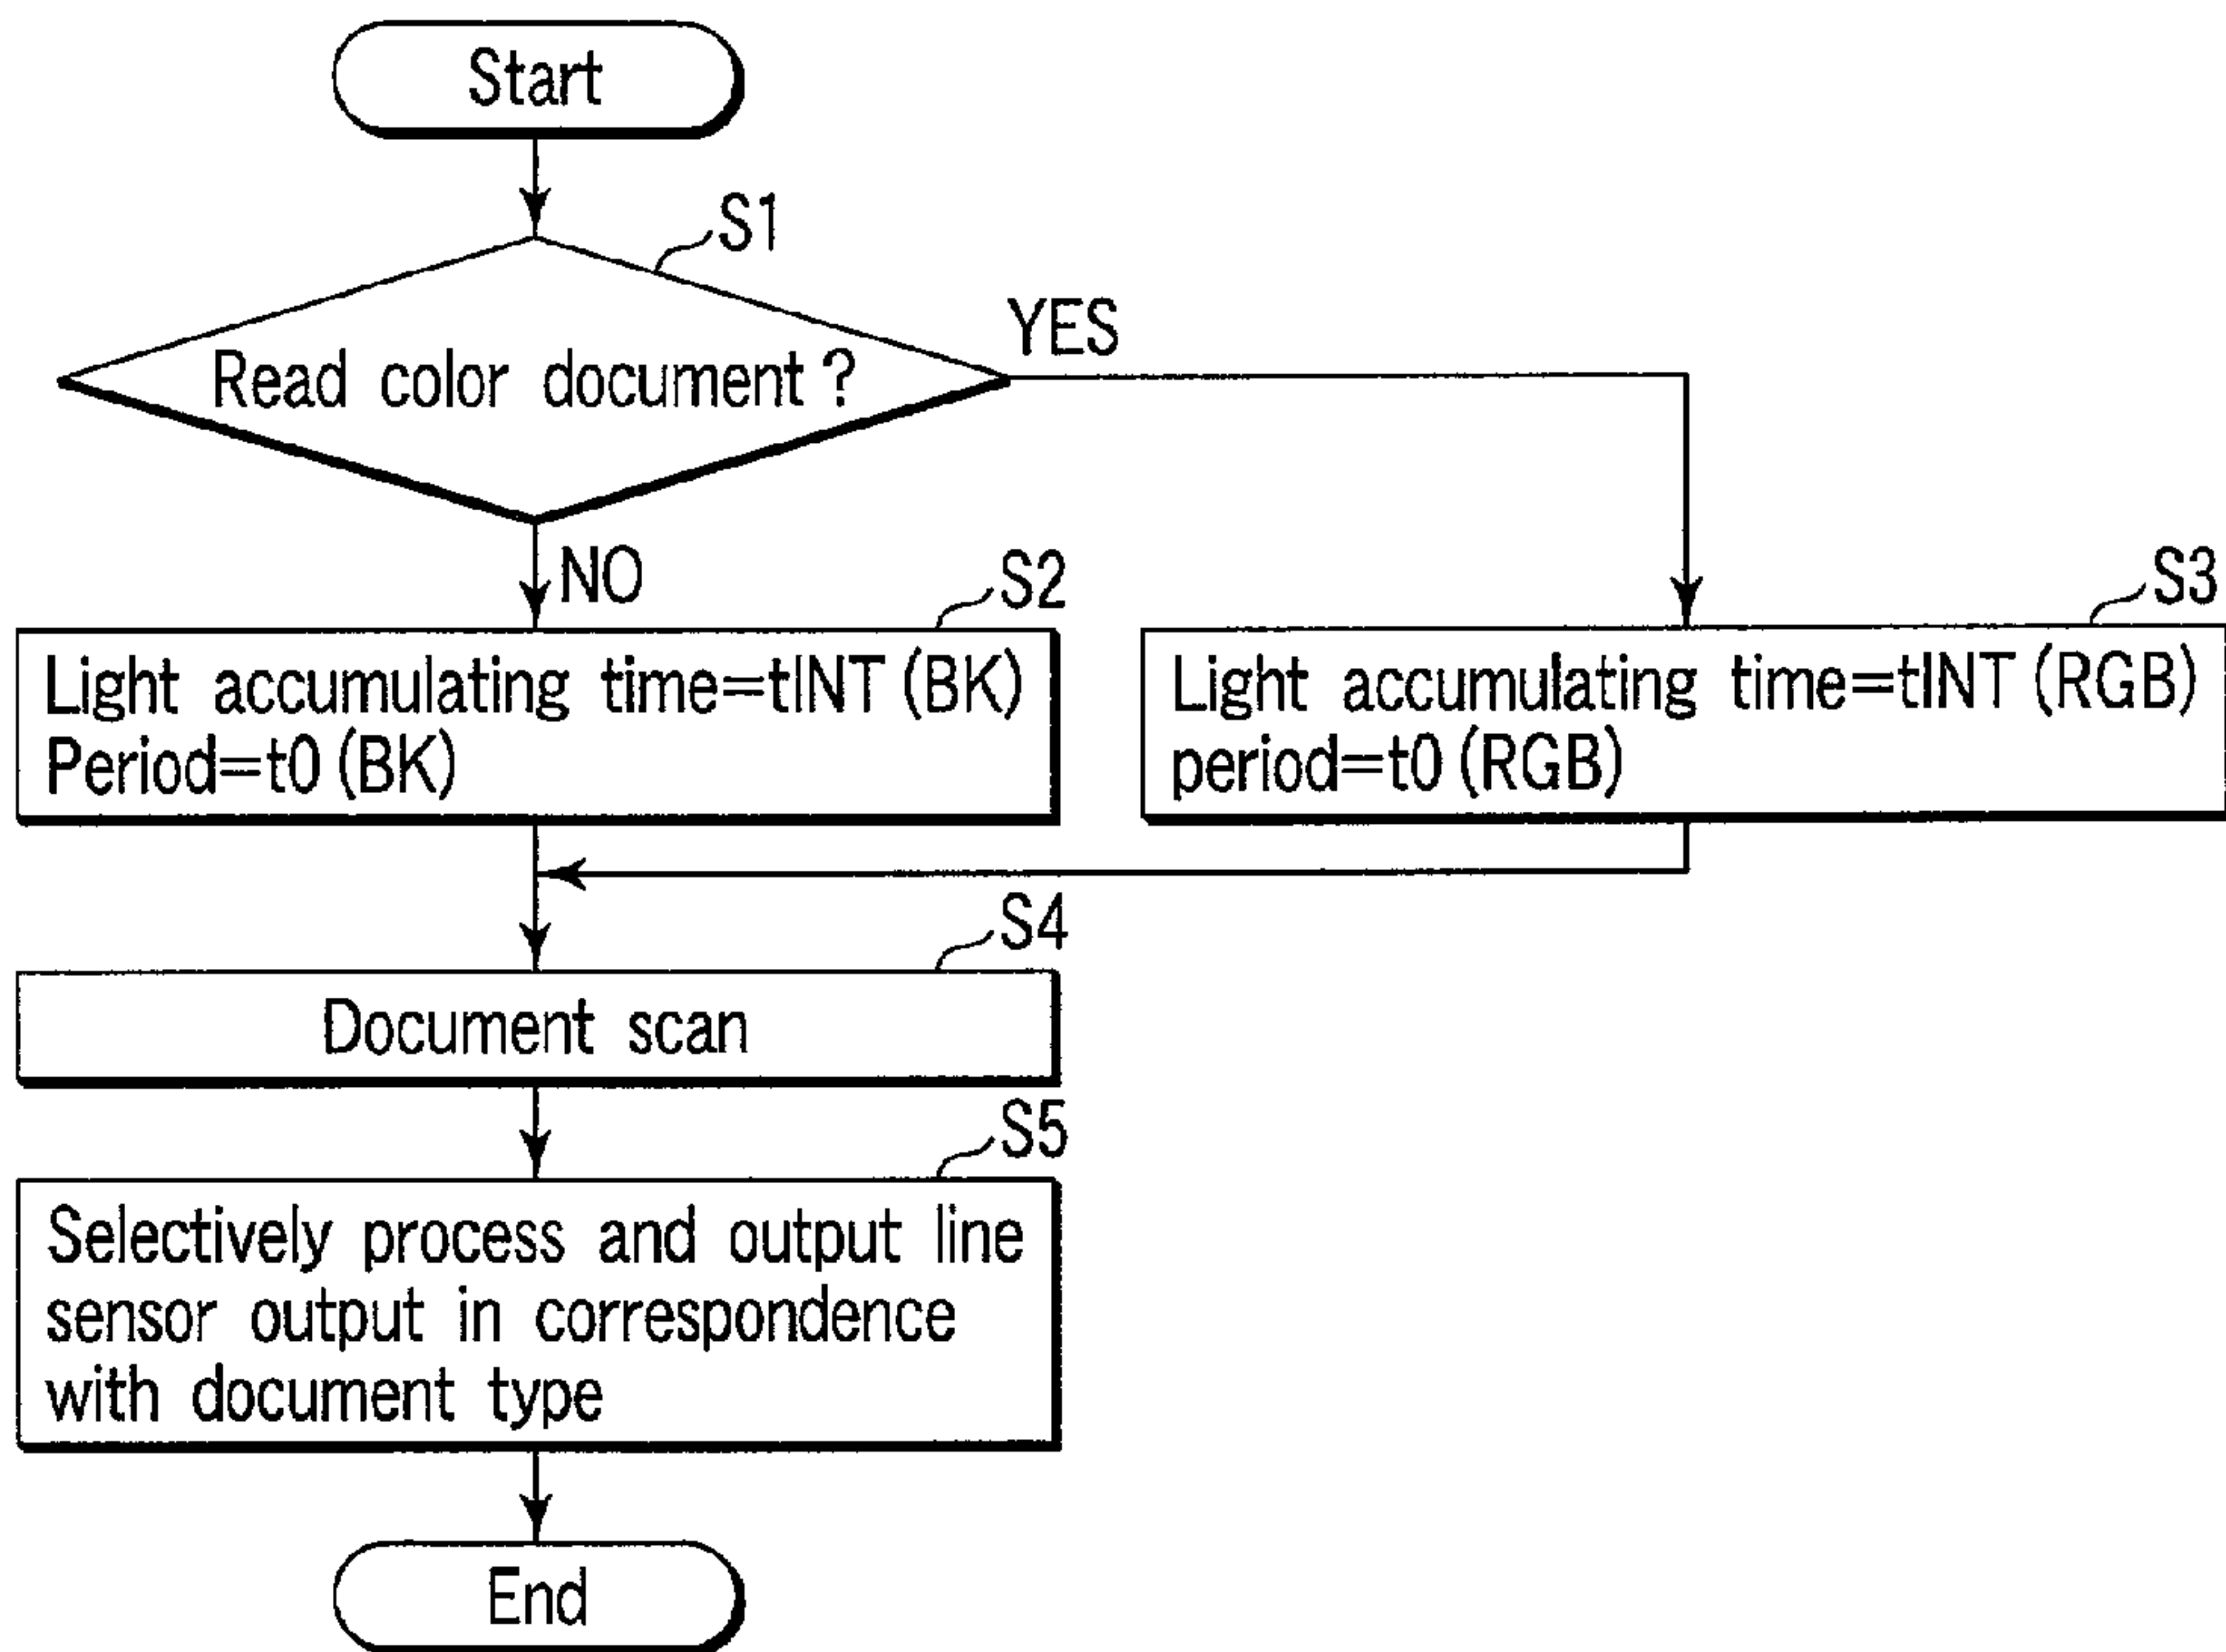 Start
S1
Read color document ?
YES
NO
S2
Light accumulating time=tINT (BK)
Period=t0 (BK)
S3
Light accumulating time=tINT (RGB)
period=t0 (RGB)
S4
Document scan
S5
Selectively process and output line
sensor output in correspondence
with document type
End